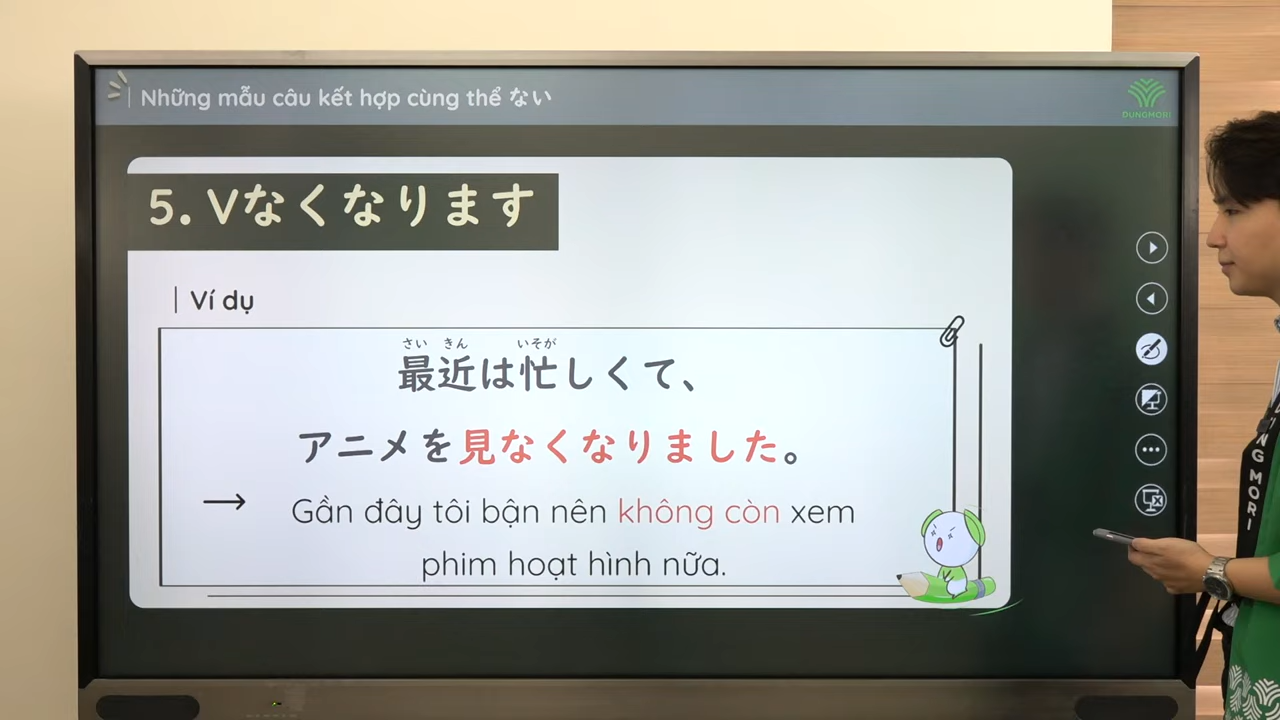 Những mẫu câu kết hợp cùng thể ない
DUNGMORI
5. Vなくなります
Ví dụ
さい きん いそが
最近は忙しくて、
アニメを見なくなりました。
→ Gần đây tôi bận nên không còn xem
phim hoạt hình nữa.
NG MORI